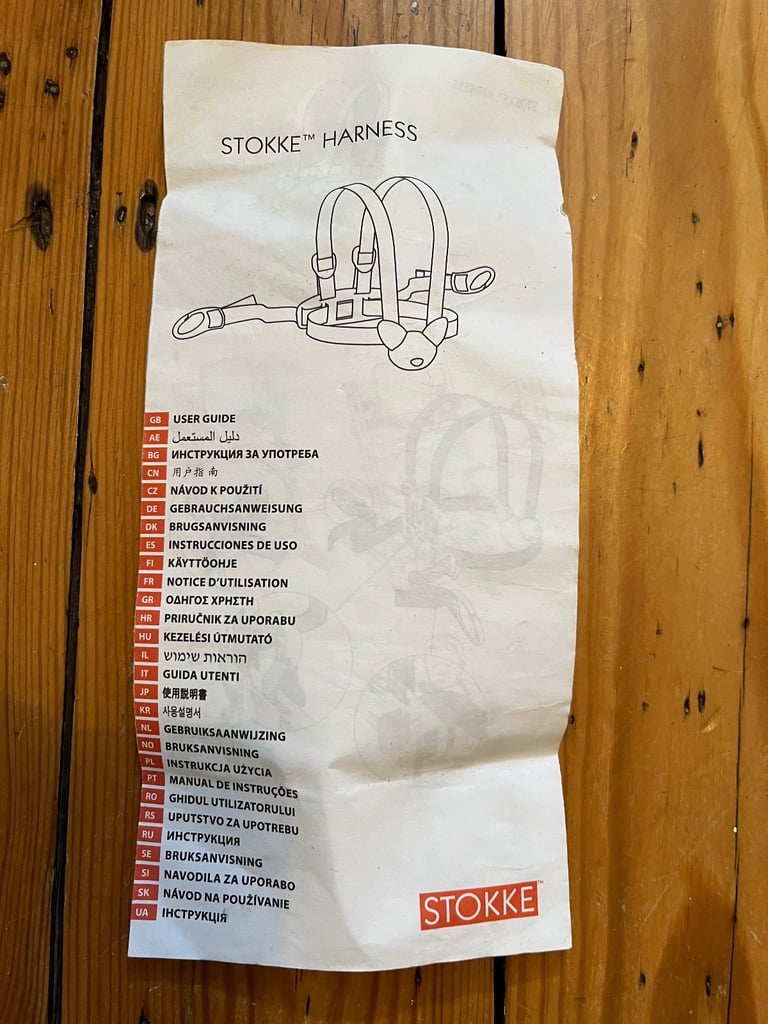 STOKKE™ HARNESS
GB USER GUIDE
AE دليل المستعمل
BG ИНСТРУКЦИЯ ЗА УПОТРЕБА
CN 用户指南
CZ NÁVOD K POUŽITÍ
DE GEBRAUCHSANWEISUNG
DK BRUGSANVISNING
ES INSTRUCCIONES DE USO
FI KÄYTTÖOHJE
FR NOTICE D'UTILISATION
GR ΟΔΗΓΟΣ ΧΡΗΣΤΗ
HR PRIRUČNIK ZA UPORABU
HU KEZELÉSI ÚTMUTATÓ
IL הוראות שימוש
IT GUIDA UTENTI
JP 使用説明書
KR 사용설명서
NL GEBRUIKSAANWIJZING
NO BRUKSANVISNING
PL INSTRUKCJA UŻYCIA
PT MANUAL DE INSTRUÇÕES
RO GHIDUL UTILIZATORULUI
RS UPUTSTVO ZA UPOTREBU
RU ИНСТРУКЦИЯ
SE BRUKSANVISNING
SI NAVODILA ZA UPORABO
SK NÁVOD NA POUŽÍVANIE
UA ІНСТРУКЦІЯ
STOKKE™